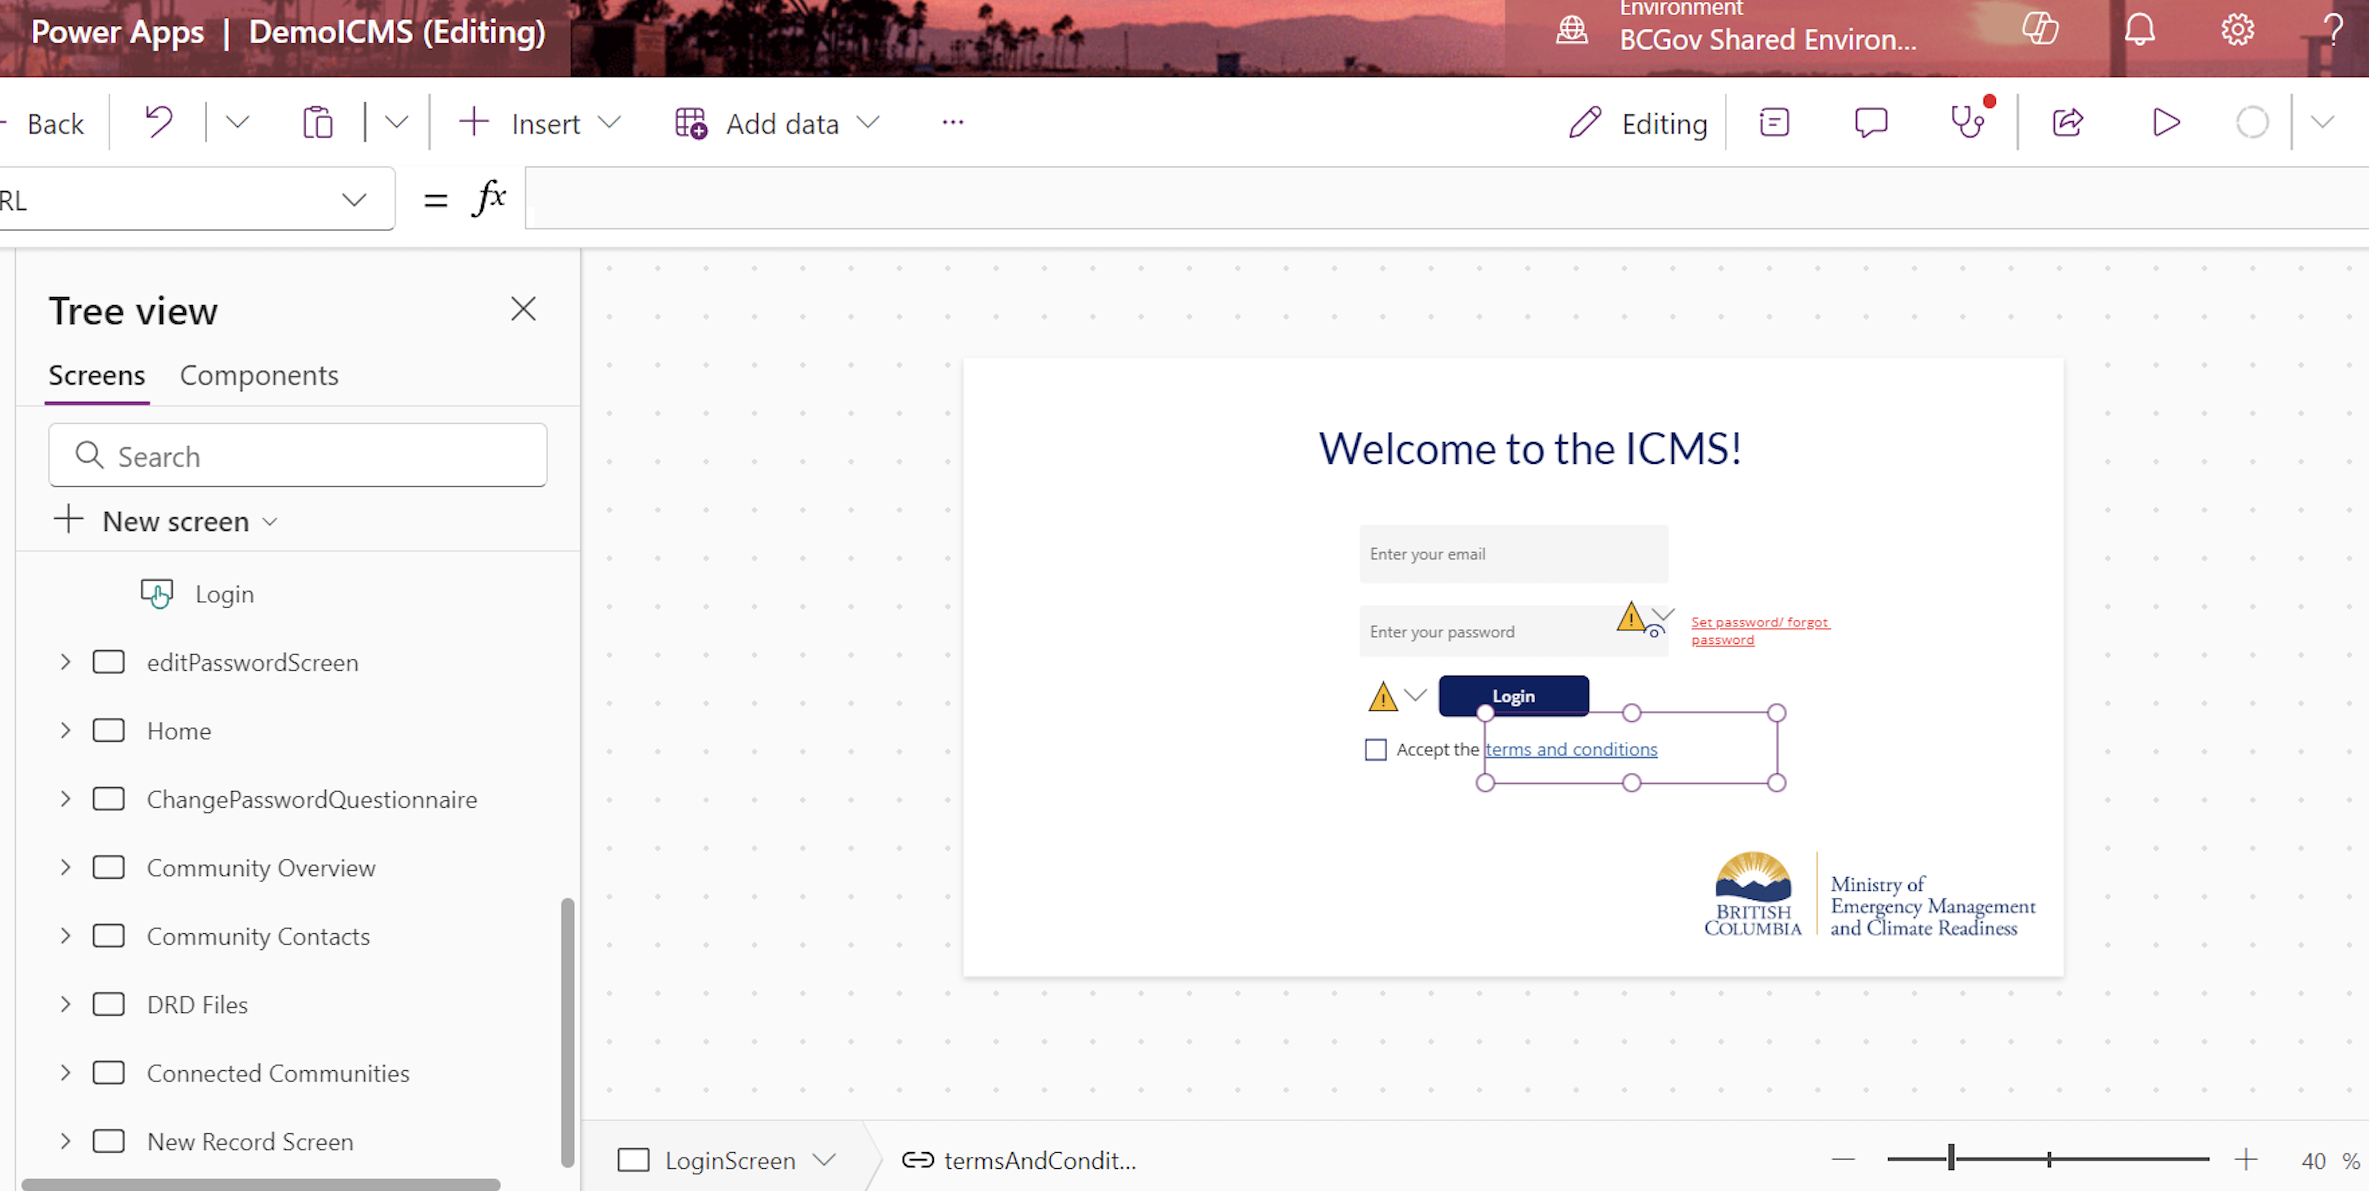 Power Apps | DemoICMS (Editing)
Environment
BCGov Shared Environ...
Back
Insert
Add data
...
Editing
RL
= fx
Tree view
Screens
Components
Search
New screen
Login
editPasswordScreen
Home
ChangePasswordQuestionnaire
Community Overview
Community Contacts
DRD Files
Connected Communities
New Record Screen
Welcome to the ICMS!
Enter your email
Enter your password
Set password/ forgot
password
Login
Accept the terms and conditions
BRITISH
COLUMBIA
Ministry of
Emergency Management
and Climate Readiness
LoginScreen
termsAndCondit...
40 %